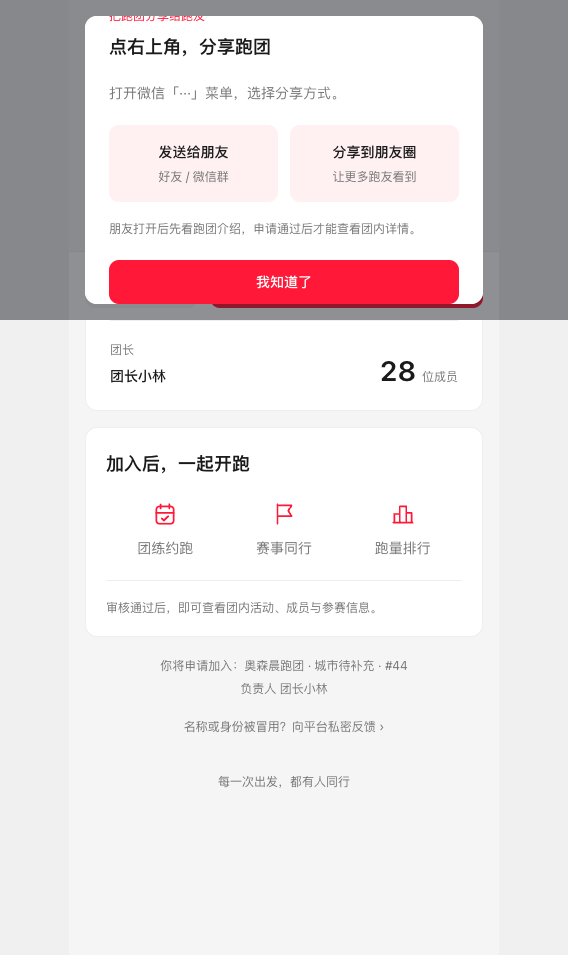 把跑团分享给跑友
点右上角，分享跑团
打开微信「···」菜单，选择分享方式。
发送给朋友
好友 / 微信群
分享到朋友圈
让更多跑友看到
朋友打开后先看跑团介绍，申请通过后才能查看团内详情。
我知道了
团长
团长小林
28 位成员
加入后，一起开跑
团练约跑
赛事同行
跑量排行
审核通过后，即可查看团内活动、成员与参赛信息。
你将申请加入：奥森晨跑团 · 城市待补充 · #44
负责人 团长小林
名称或身份被冒用？向平台私密反馈 ›
每一次出发，都有人同行